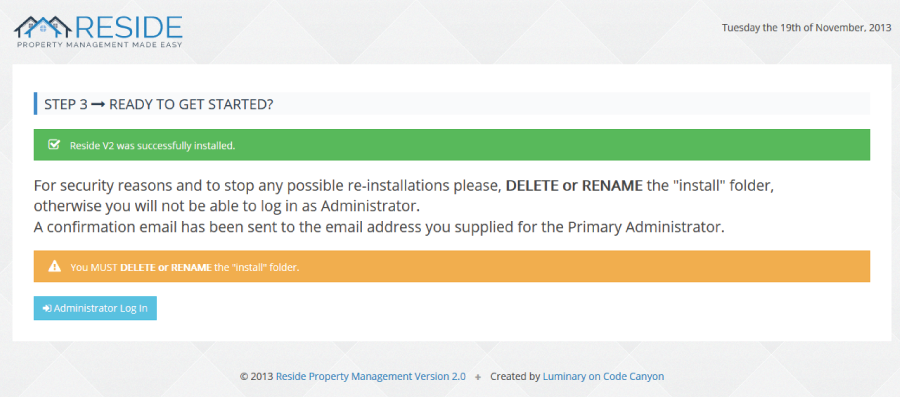 RESIDE
PROPERTY MANAGEMENT MADE EASY
Tuesday the 19th of November, 2013
STEP 3 ➞ READY TO GET STARTED?
Reside V2 was successfully installed.
For security reasons and to stop any possible re-installations please, DELETE or RENAME the "install" folder,
otherwise you will not be able to log in as Administrator.
A confirmation email has been sent to the email address you supplied for the Primary Administrator.
You MUST DELETE or RENAME the "install" folder.
Administrator Log In
© 2013 Reside Property Management Version 2.0 + Created by Luminary on Code Canyon